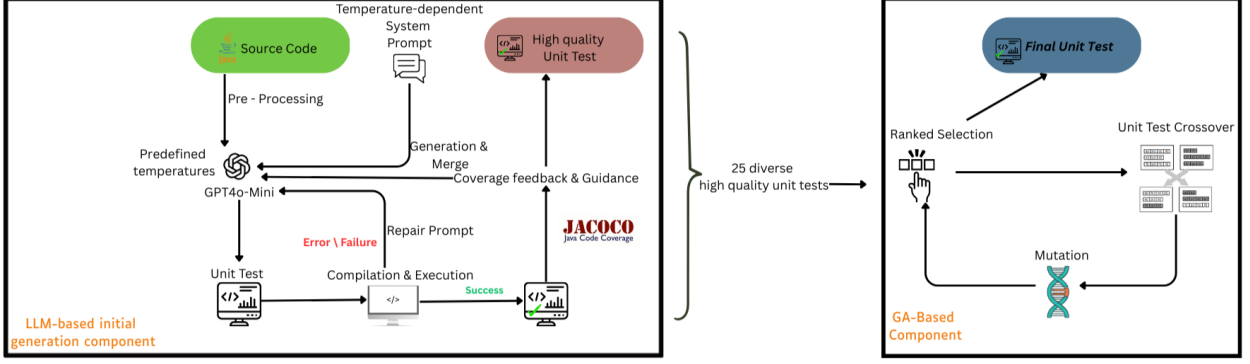 Temperature-dependent
System
Prompt
Source Code
Java
High quality
Unit Test
Pre - Processing
Predefined
temperatures
GPT4o-Mini
Generation &
Merge
Coverage feedback & Guidance
JACOCO
Java Code Coverage
Error \ Failure
Repair Prompt
Unit Test
Compilation & Execution
</>
</>
Success
</>
</>
LLM-based initial
generation component
25 diverse
high quality unit tests
Final Unit Test
</>
Ranked Selection
Unit Test Crossover
Mutation
GA-Based
Component